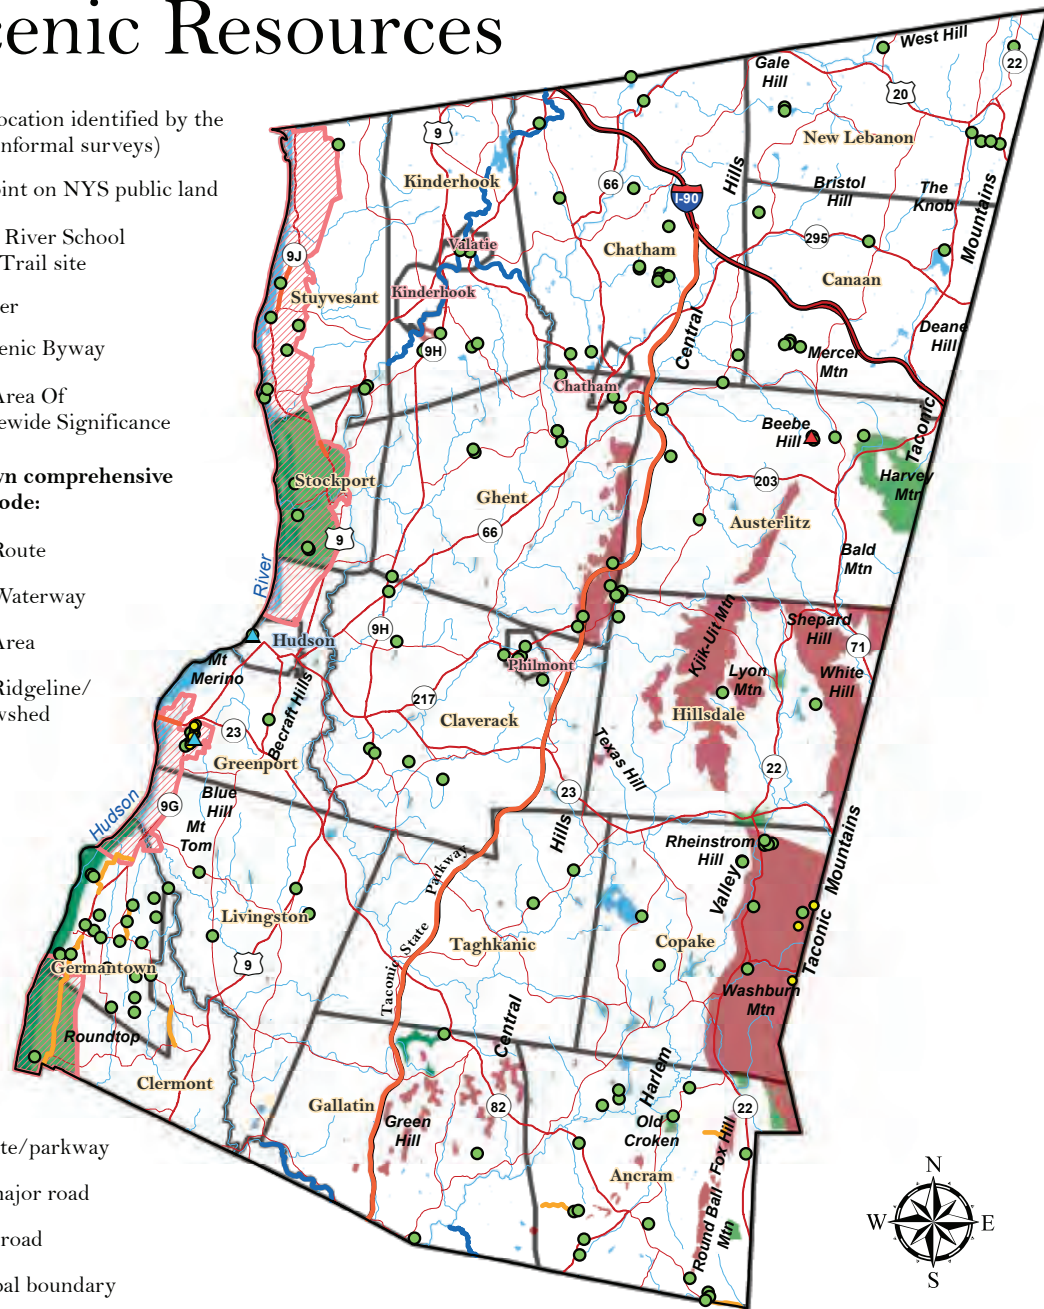 cenic Resources
ocation identified by the
nformal surveys)
int on NYS public land
River School
Trail site
er
enic Byway
Area Of
ewide Significance
n comprehensive
ode:
Route
Waterway
Area
Ridgeline/
wshed
te/parkway
major road
road
pal boundary
West Hill
22
Gale
Hill
20
9
New Lebanon
Kinderhook
66
Hills
I-90
Bristol
Hill
The
Knob
Mountains
Valatie
295
9J
Chatham
Canaan
Stuyvesant
Kinderhook
Central
Deane
Hill
9H
Mercer
Mtn
Chatham
Taconic
Beebe
Hill
Stockport
Harvey
Mtn
203
Ghent
Austerlitz
66
9
Bald
Mtn
River
Kijk-Uit Mtn
Shepard
Hill
9H
Hudson
71
Mt
Merino
Philmont
Lyon
Mtn
White
Hill
217
Becraft Hills
Claverack
Hillsdale
23
Greenport
Texas Hill
22
Blue
Hill
23
9G
Hudson
Mt
Tom
Hills
Rheinstrom
Hill
Mountains
Parkway
Valley
Livingston
State
Taghkanic
Copake
Taconic
9
Germantown
Taconic
Washburn
Mtn
Roundtop
Central
Harlem
Clermont
Gallatin
82
22
Green
Hill
Old
Croken
Fox Hill
Ancram
Round Ball
Mtn
N
W
E
S